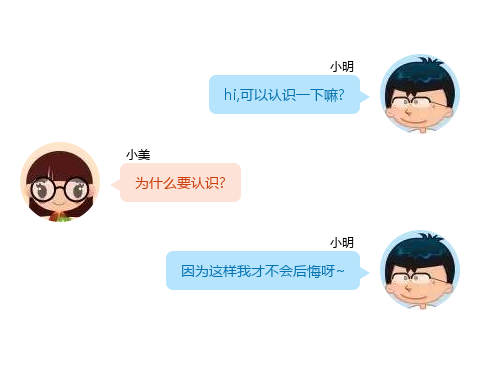 小明
hi,可以认识一下嘛?
小美
为什么要认识?
小明
因为这样我才不会后悔呀~